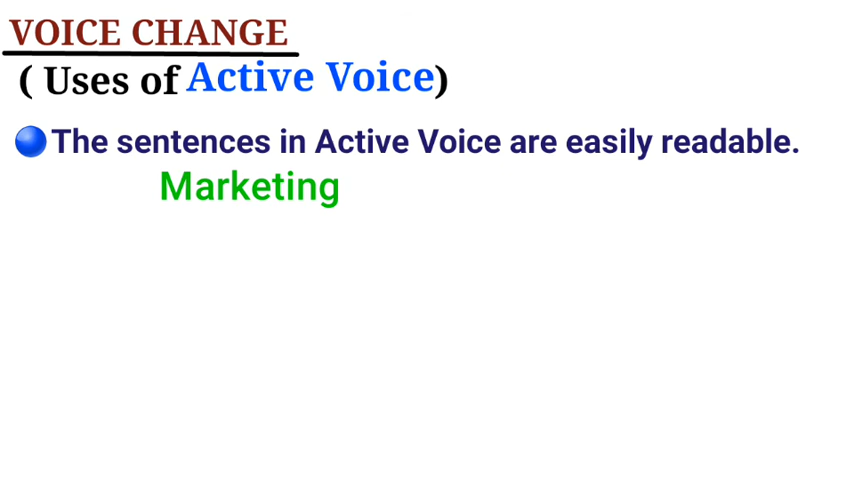 VOICE CHANGE
( Uses of Active Voice)
The sentences in Active Voice are easily readable.
Marketing